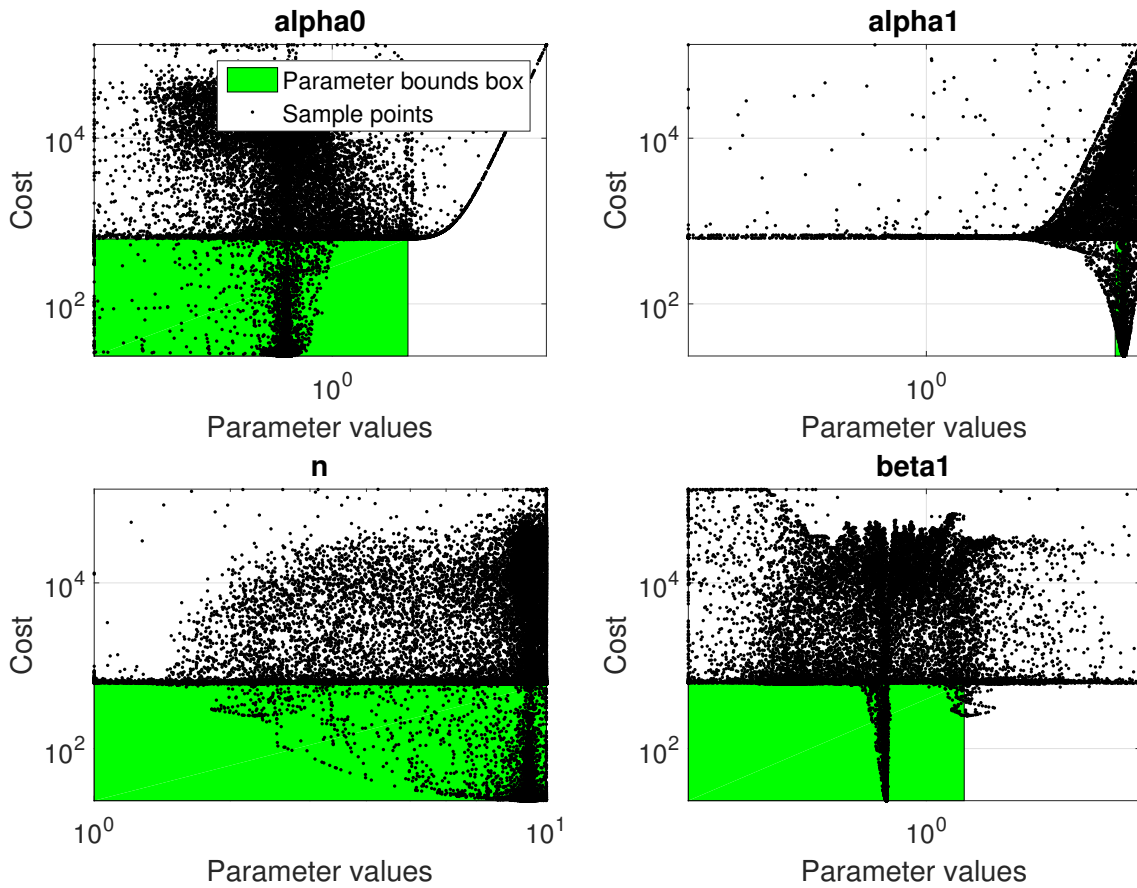 alpha0
Cost
10^4
10^2
Parameter bounds box
Sample points
10^0
Parameter values
alpha1
Cost
10^4
10^2
10^0
Parameter values
n
Cost
10^4
10^2
10^0
10^1
Parameter values
beta1
Cost
10^4
10^2
10^0
Parameter values